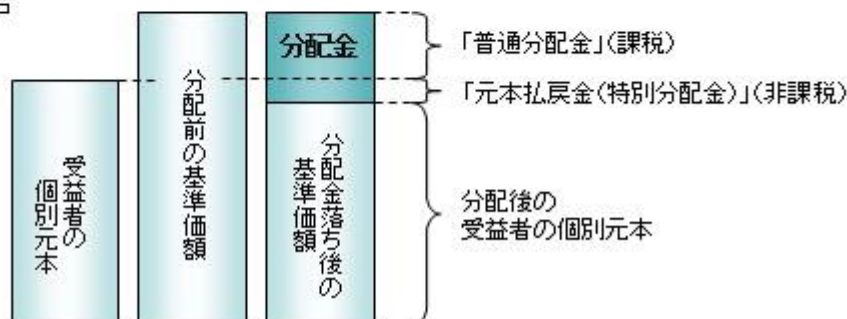 受益者の
個別元本
分配前の基準価額
分配金
分配金落ち後の
基準価額
「普通分配金」(課税)
「元本払戻金(特別分配金)」(非課税)
分配後の
受益者の個別元本